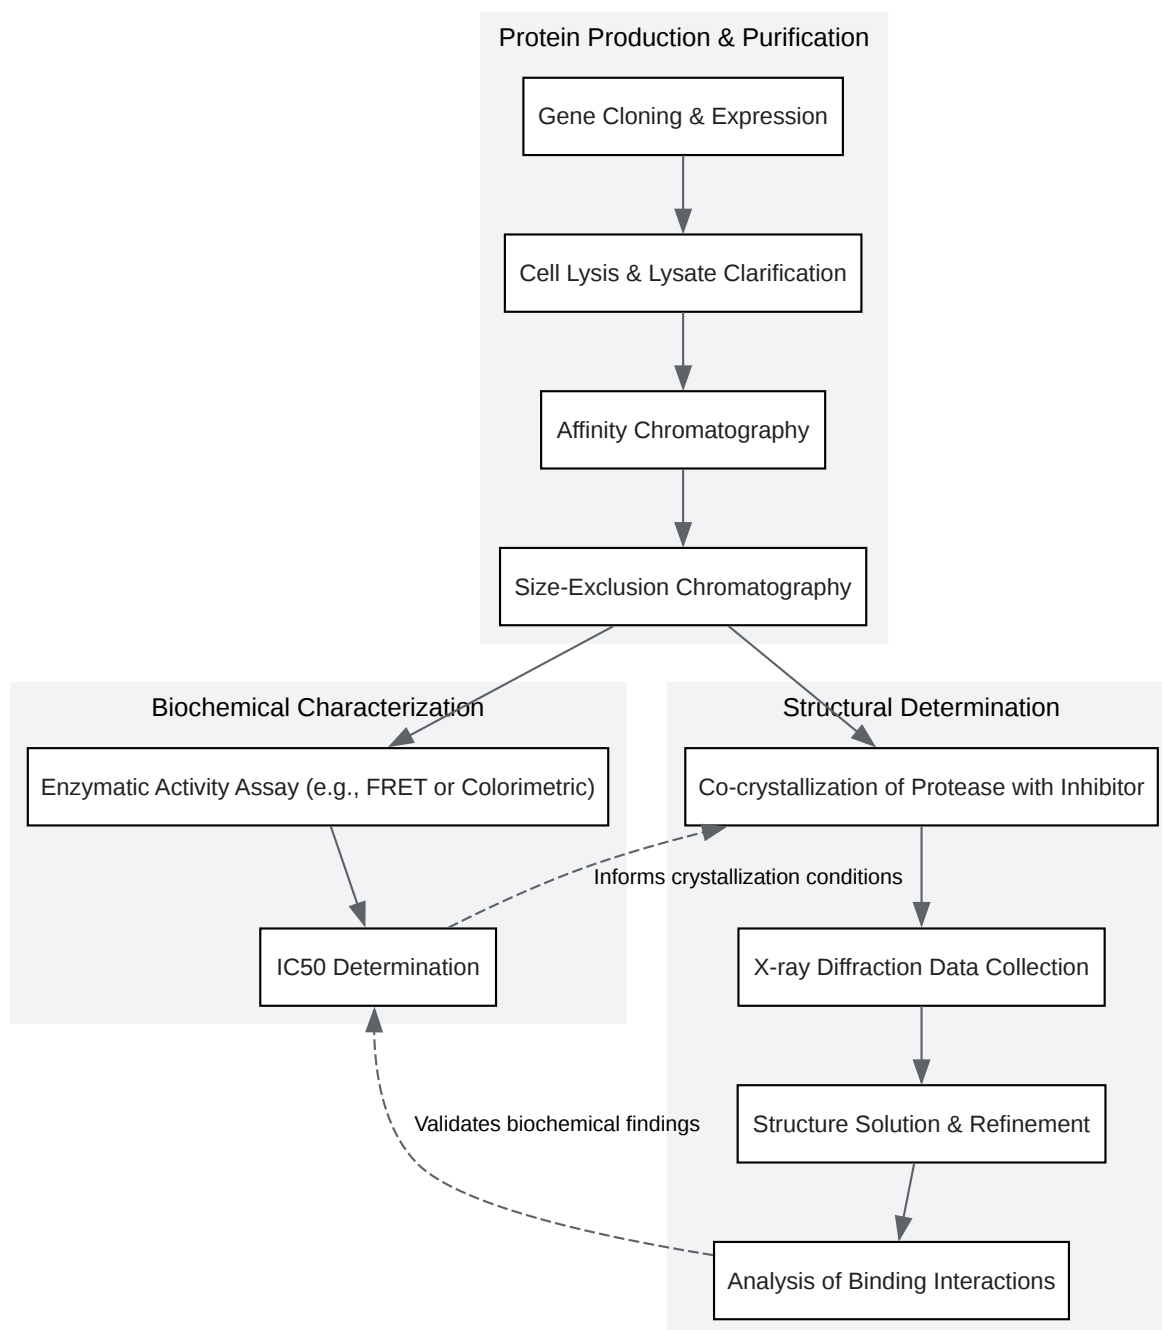 Protein Production & Purification
Gene Cloning & Expression
Cell Lysis & Lysate Clarification
Affinity Chromatography
Size-Exclusion Chromatography
Biochemical Characterization
Enzymatic Activity Assay (e.g., FRET or Colorimetric)
IC50 Determination
Structural Determination
Co-crystallization of Protease with Inhibitor
Informs crystallization conditions
X-ray Diffraction Data Collection
Structure Solution & Refinement
Validates biochemical findings
Analysis of Binding Interactions